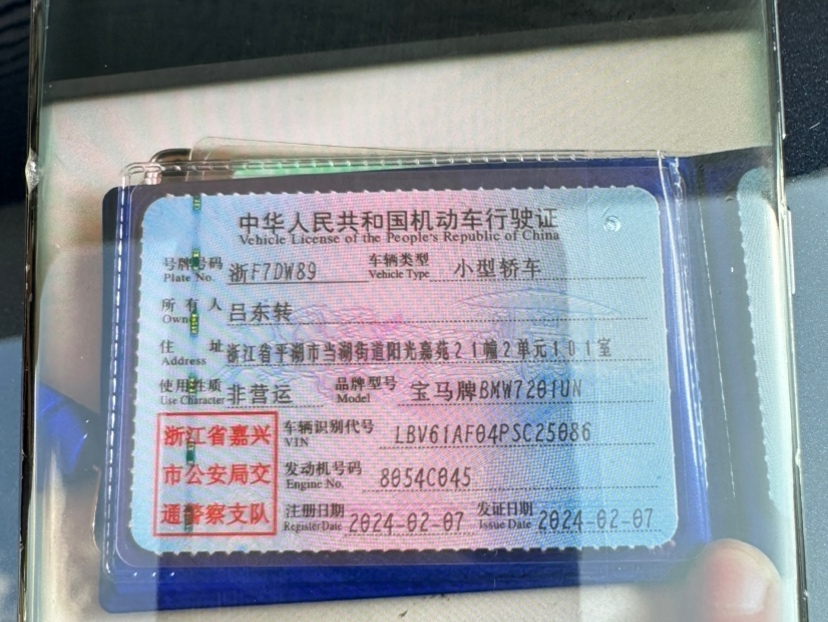 中华人民共和国机动车行驶证
Vehicle License of the People's Republic of China
号牌号码 浙F7DW89 车辆类型 小型轿车
Plate No. Vehicle Type
所有人 吕东转
Owner
住址 浙江省平湖市当湖街道阳光嘉苑21幢2单元101室
Address
使用性质 非营运 品牌型号 宝马牌BMW7201UN
Use Character Model
浙江省嘉兴
市公安局交
通警察支队
车辆识别代号 LBV61AF04PSC25086
VIN
发动机号码 8054C045
Engine No.
注册日期 2024-02-07 发证日期 2024-02-07
Register Date Issue Date